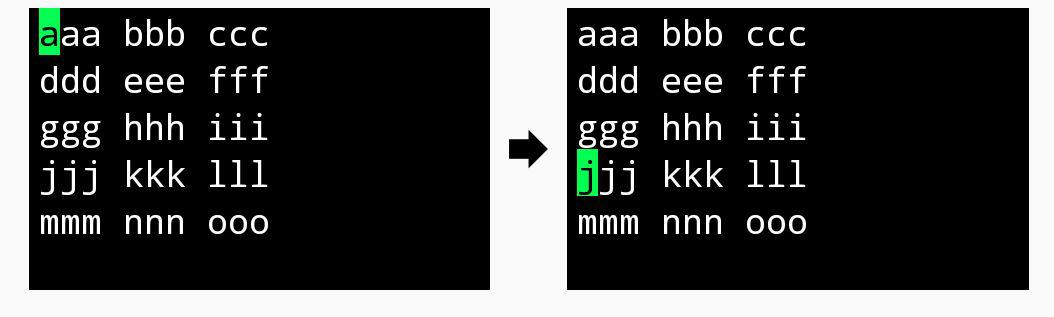 aaa bbb ccc
ddd eee fff
ggg hhh iii
jjj kkk lll
mmm nnn ooo
aaa bbb ccc
ddd eee fff
ggg hhh iii
jjj kkk lll
mmm nnn ooo